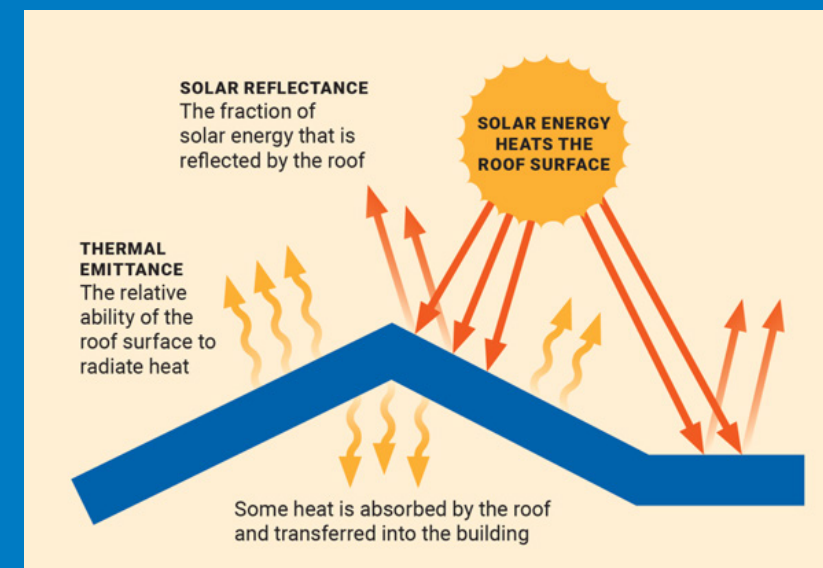 SOLAR REFLECTANCE
The fraction of
solar energy that is
reflected by the roof
SOLAR ENERGY
HEATS THE
ROOF SURFACE
THERMAL
EMITTANCE
The relative
ability of the
roof surface to
radiate heat
Some heat is absorbed by the roof
and transferred into the building